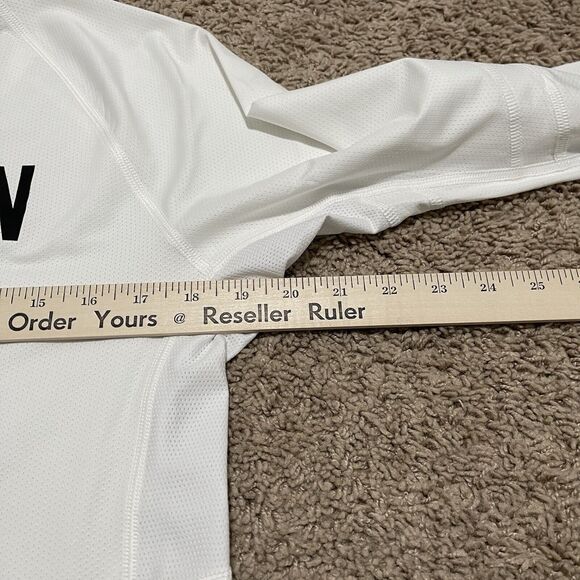 W
15 16 17 18 19 20 21 22 23 24 25
Order Yours @ Reseller Ruler